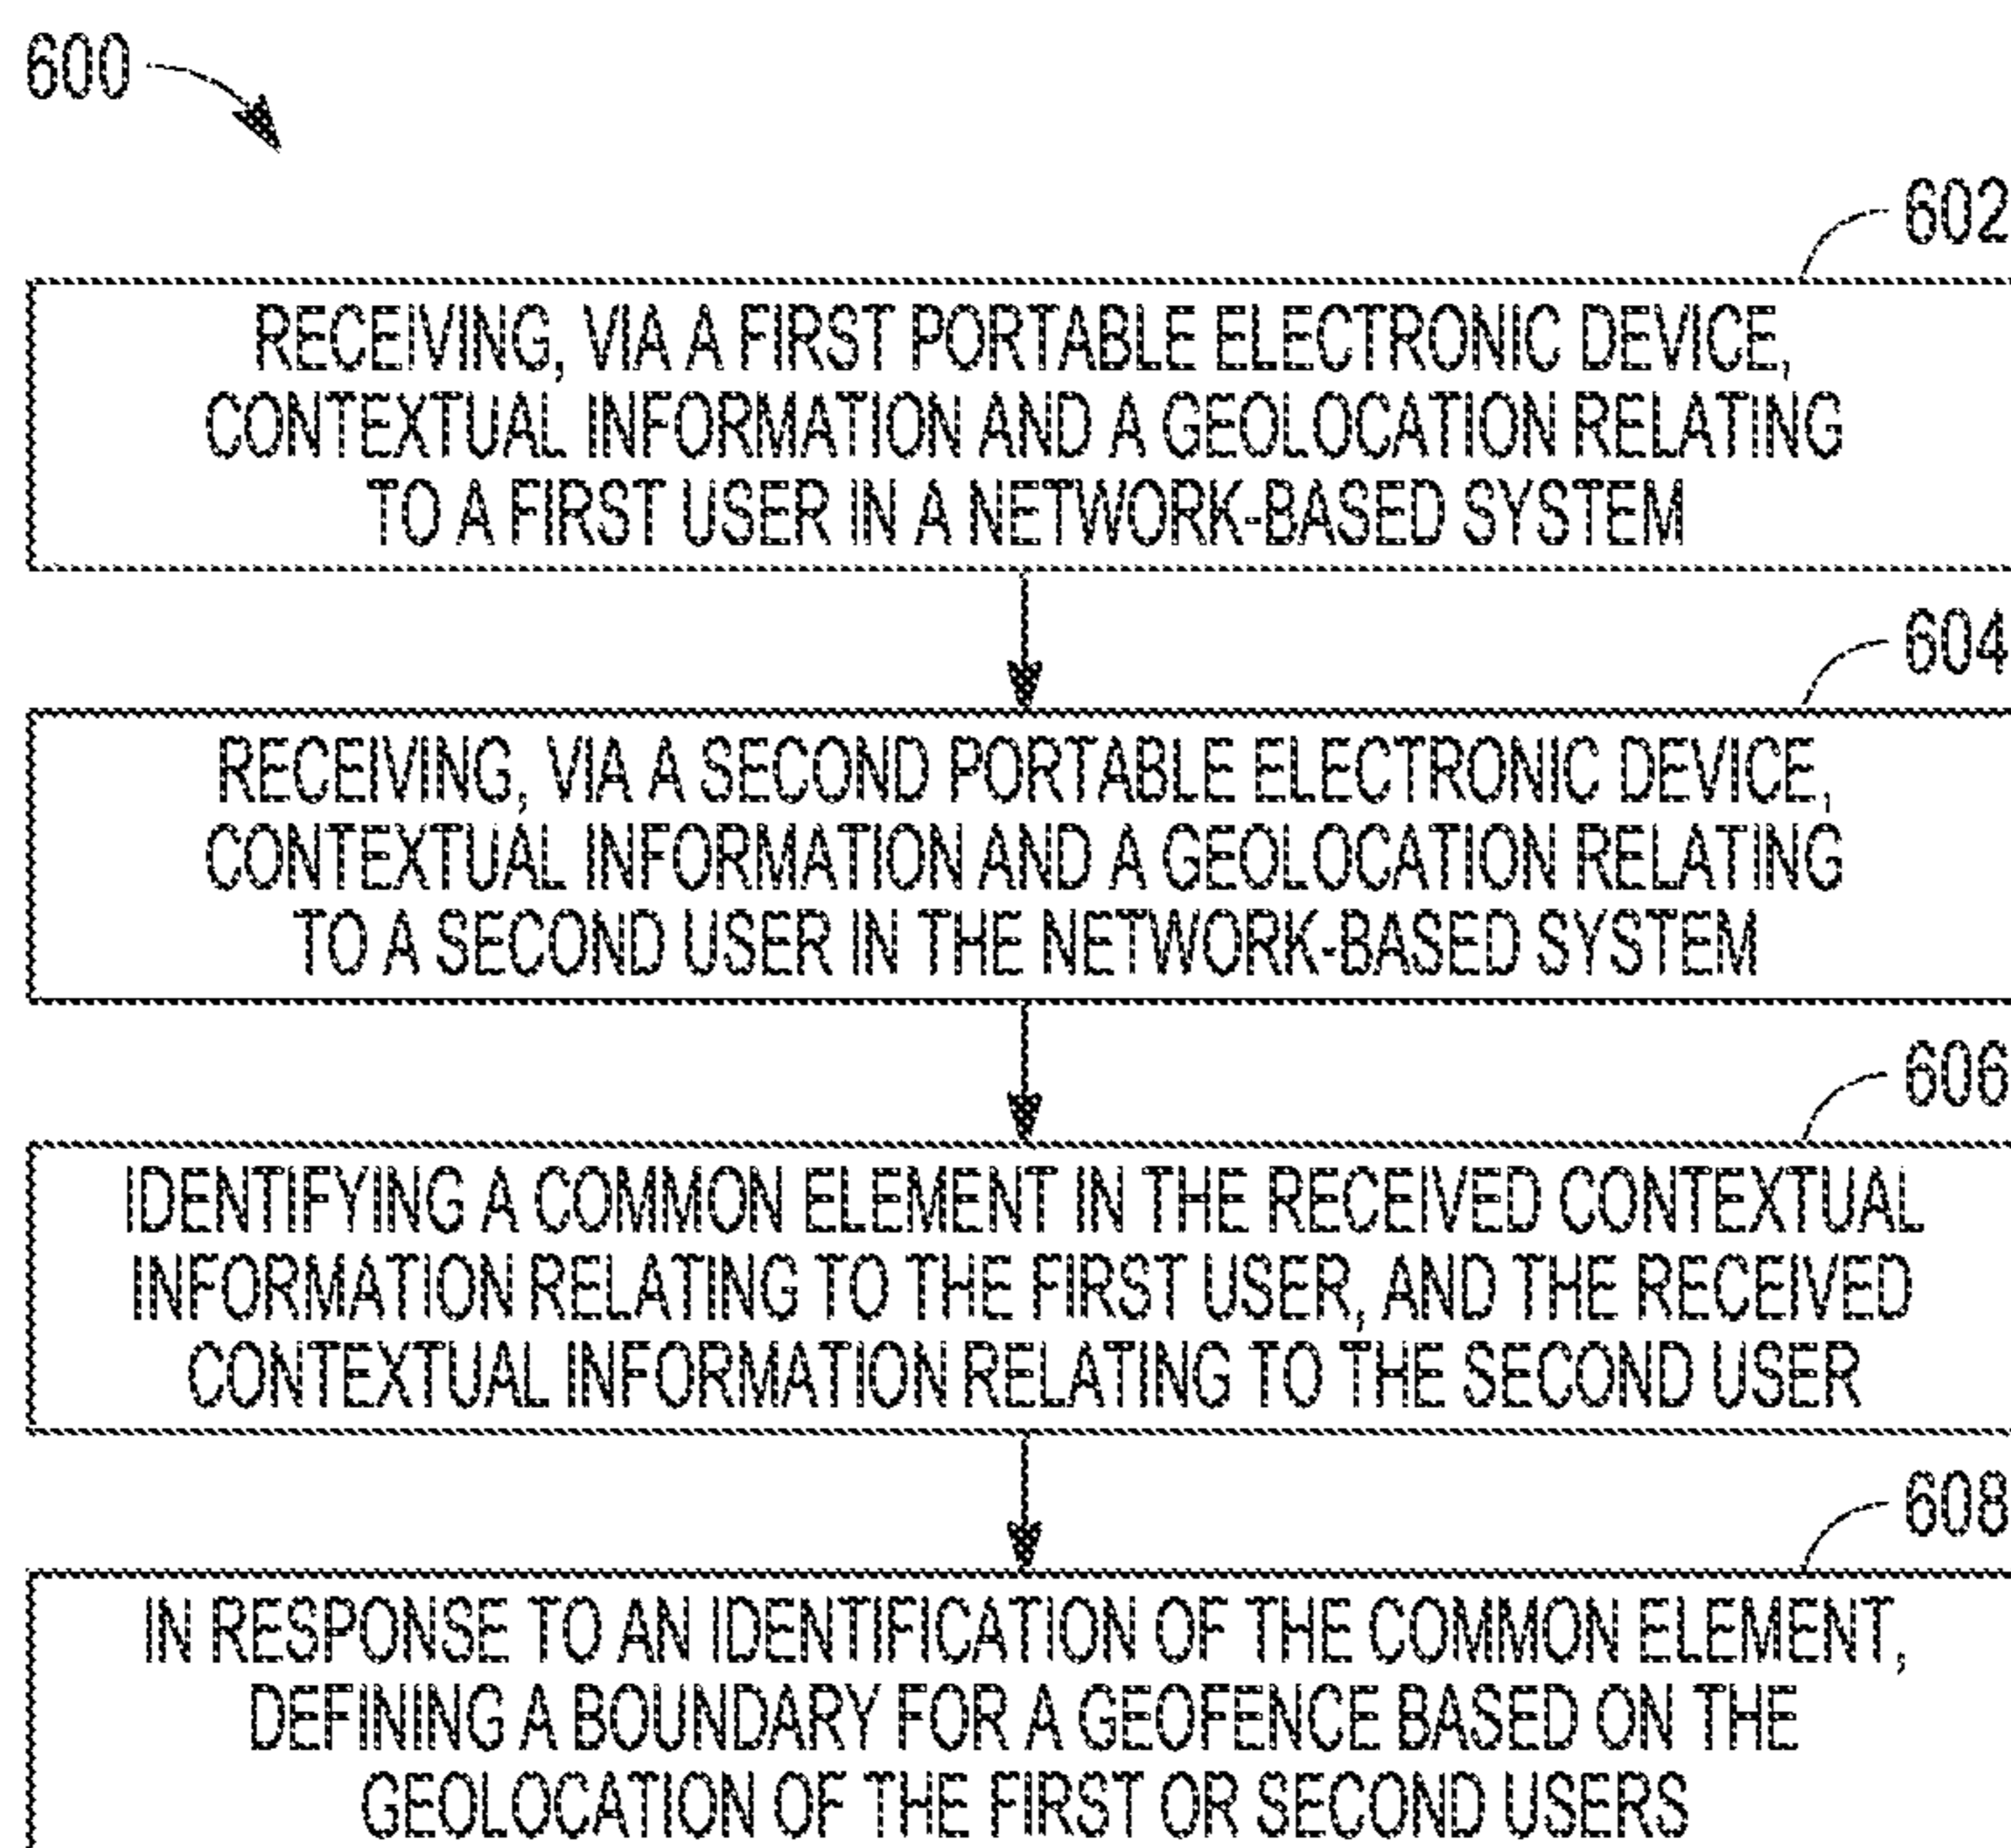 600
602
RECEIVING, VIA A FIRST PORTABLE ELECTRONIC DEVICE,
CONTEXTUAL INFORMATION AND A GEOLOCATION RELATING
TO A FIRST USER IN A NETWORK-BASED SYSTEM
604
RECEIVING, VIA A SECOND PORTABLE ELECTRONIC DEVICE,
CONTEXTUAL INFORMATION AND A GEOLOCATION RELATING
TO A SECOND USER IN THE NETWORK-BASED SYSTEM
606
IDENTIFYING A COMMON ELEMENT IN THE RECEIVED CONTEXTUAL
INFORMATION RELATING TO THE FIRST USER, AND THE RECEIVED
CONTEXTUAL INFORMATION RELATING TO THE SECOND USER
608
IN RESPONSE TO AN IDENTIFICATION OF THE COMMON ELEMENT,
DEFINING A BOUNDARY FOR A GEOFENCE BASED ON THE
GEOLOCATION OF THE FIRST OR SECOND USERS